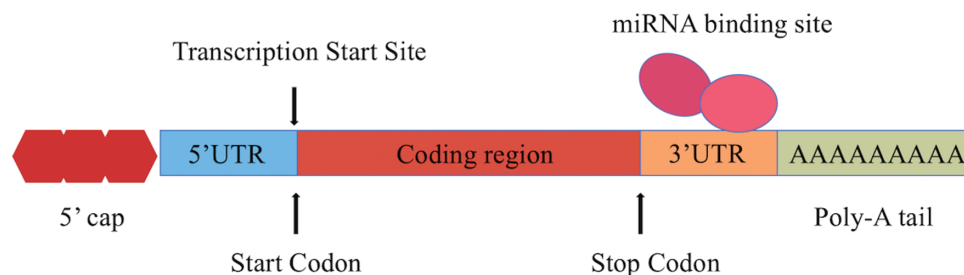 miRNA binding site
Transcription Start Site
5’UTR
Coding region
3’UTR
AAAAAAAAA
5’ cap
Poly-A tail
Start Codon
Stop Codon